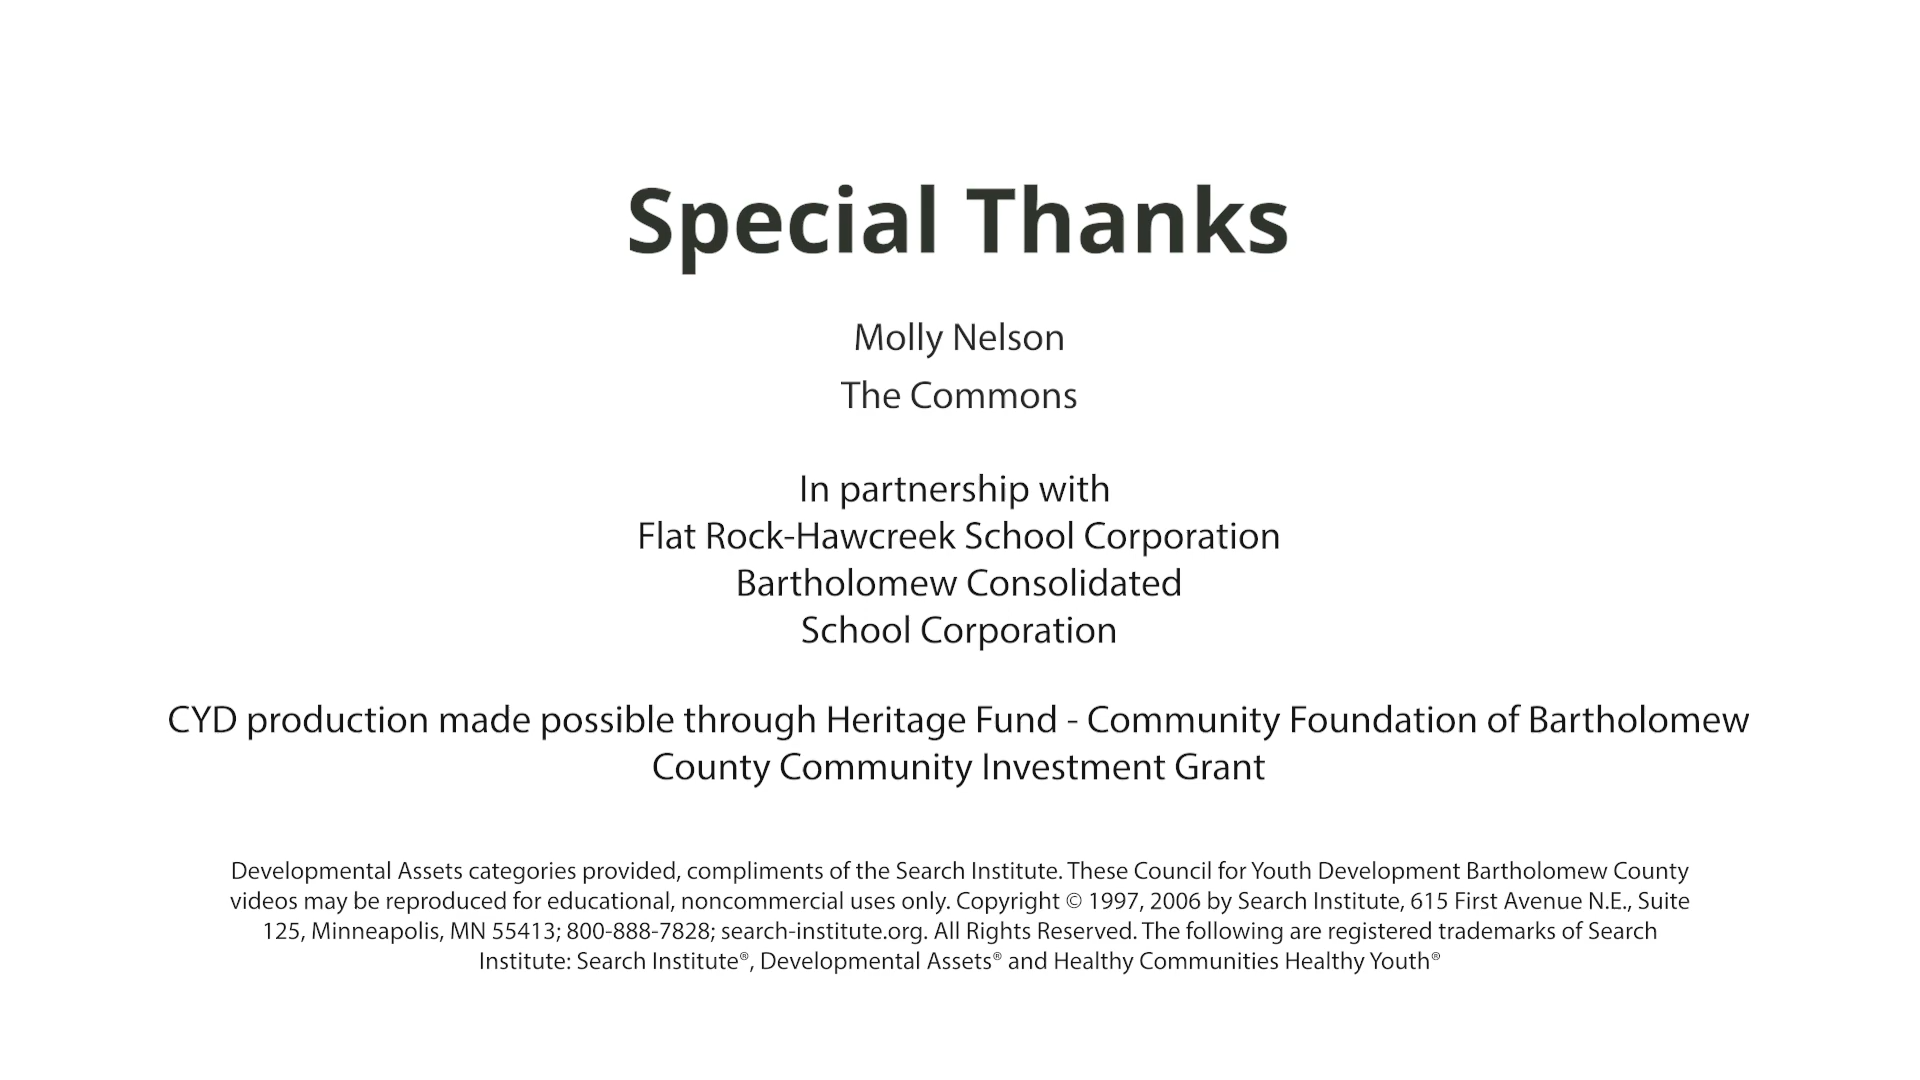 Special Thanks
Molly Nelson
The Commons
In partnership with
Flat Rock-Hawcreek School Corporation
Bartholomew Consolidated
School Corporation
CYD production made possible through Heritage Fund - Community Foundation of Bartholomew
County Community Investment Grant
Developmental Assets categories provided, compliments of the Search Institute. These Council for Youth Development Bartholomew County
videos may be reproduced for educational, noncommercial uses only. Copyright © 1997, 2006 by Search Institute, 615 First Avenue N.E., Suite
125, Minneapolis, MN 55413; 800-888-7828; search-institute.org. All Rights Reserved. The following are registered trademarks of Search
Institute: Search Institute®, Developmental Assets® and Healthy Communities Healthy Youth®